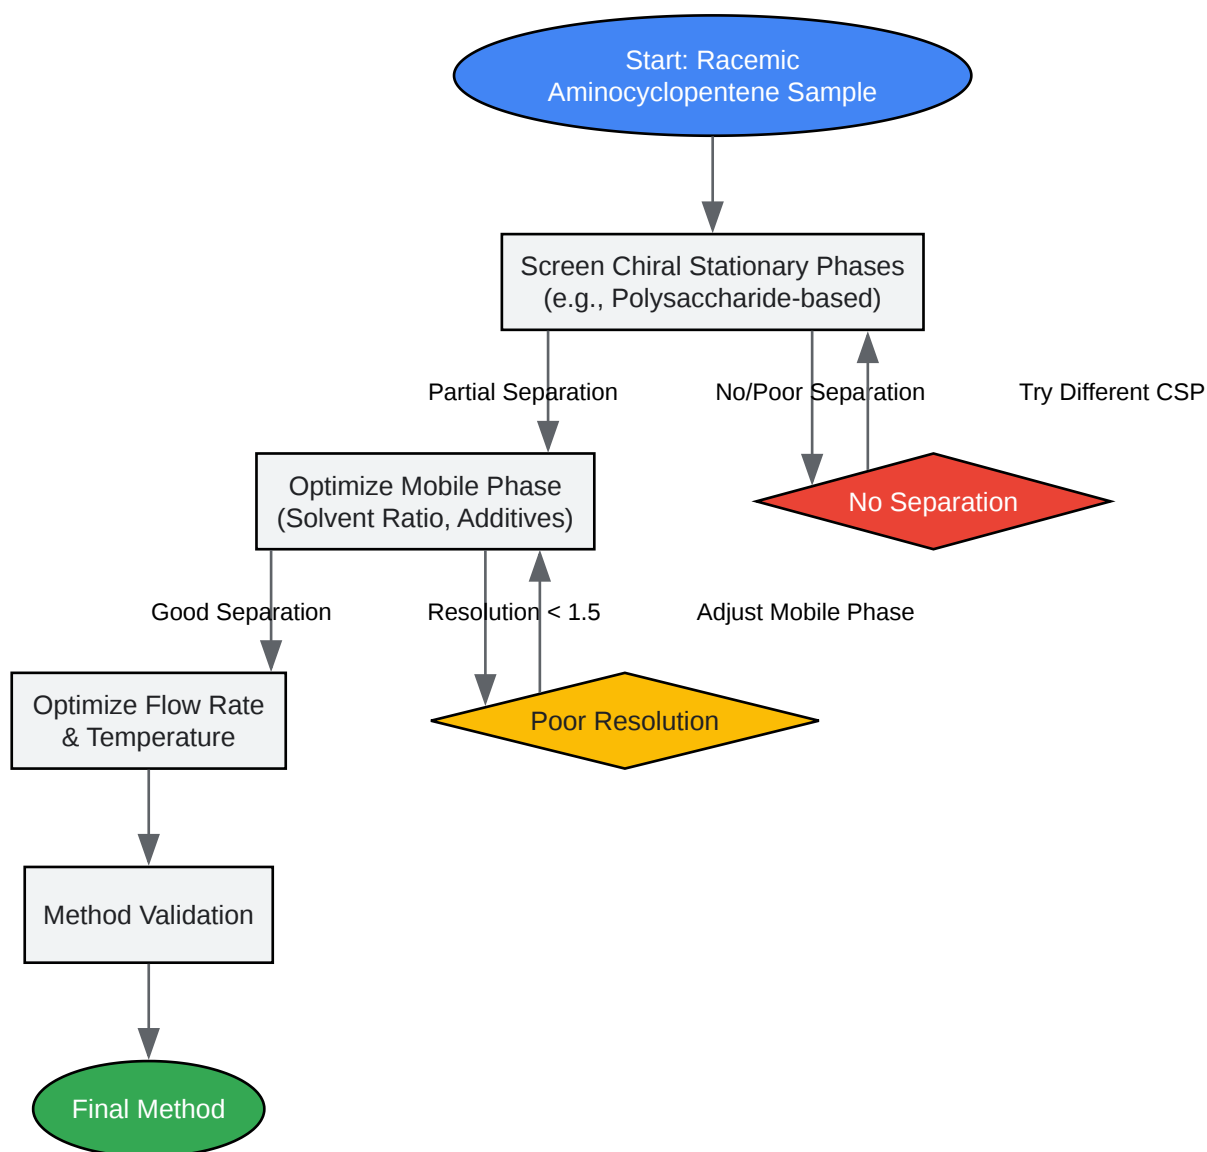 Start: Racemic
Aminocyclopentene Sample
Screen Chiral Stationary Phases
(e.g., Polysaccharide-based)
Partial Separation
No/Poor Separation
Try Different CSP
Optimize Mobile Phase
(Solvent Ratio, Additives)
No Separation
Good Separation
Resolution < 1.5
Adjust Mobile Phase
Optimize Flow Rate
& Temperature
Poor Resolution
Method Validation
Final Method